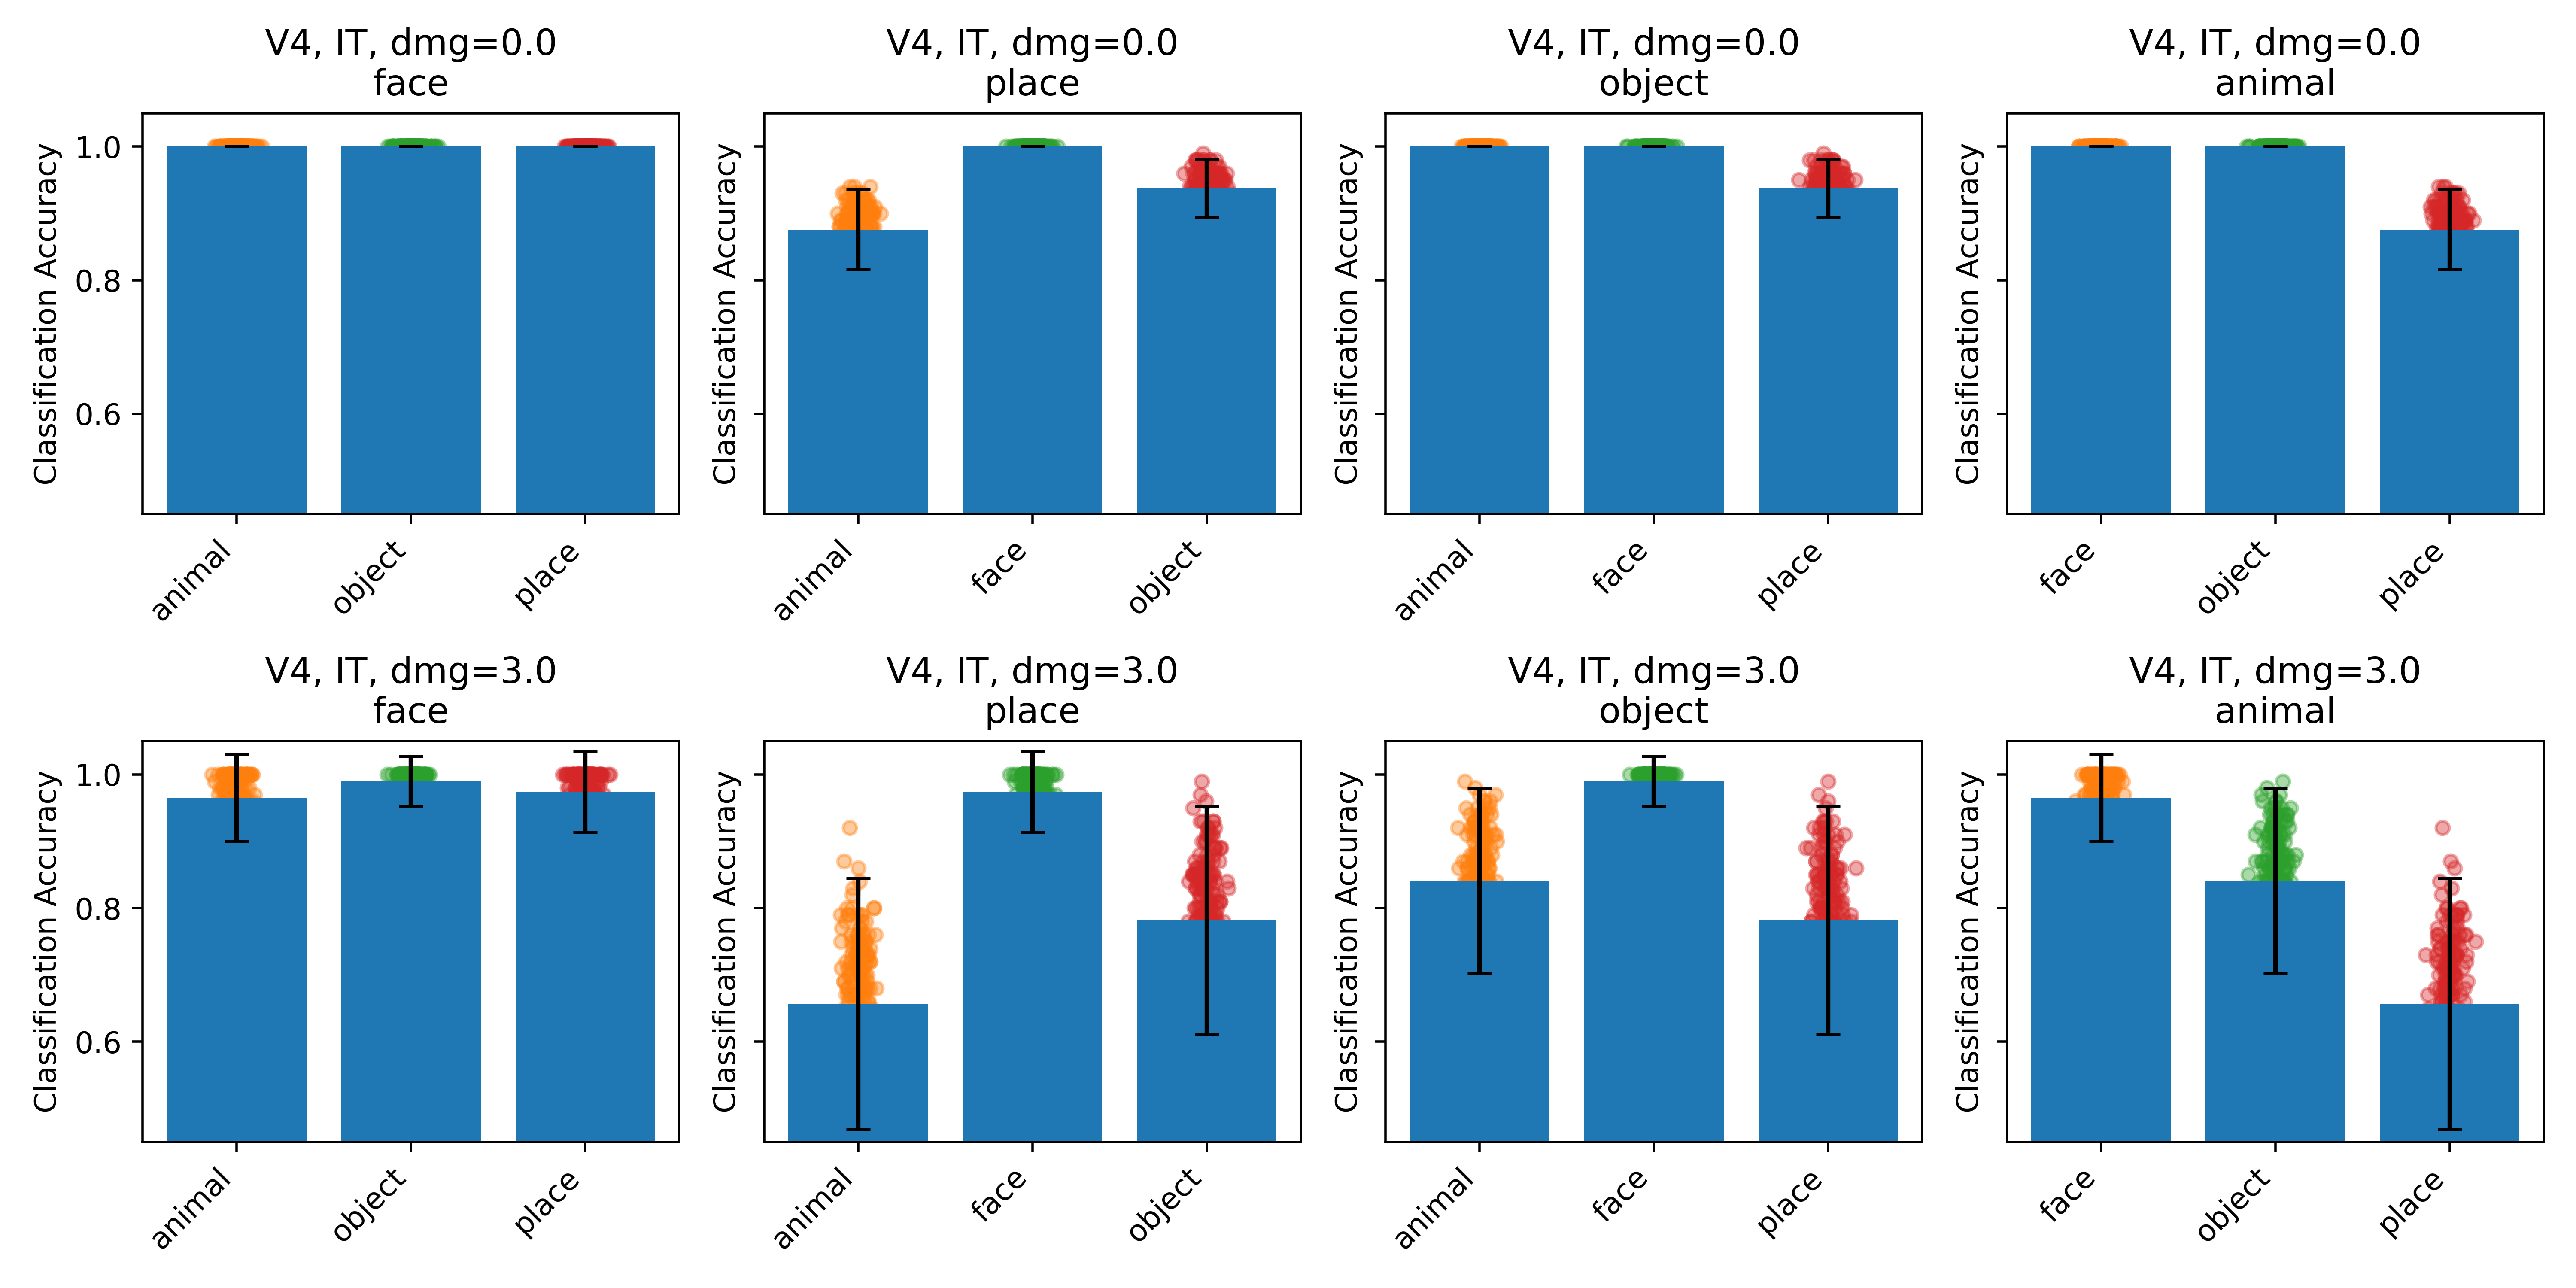 V4, IT, dmg=0.0
face
V4, IT, dmg=0.0
place
V4, IT, dmg=0.0
object
V4, IT, dmg=0.0
animal
Classification Accuracy
1.0
0.8
0.6
animal
object
place
Classification Accuracy
animal
face
object
Classification Accuracy
animal
face
place
Classification Accuracy
face
object
place
V4, IT, dmg=3.0
face
V4, IT, dmg=3.0
place
V4, IT, dmg=3.0
object
V4, IT, dmg=3.0
animal
Classification Accuracy
1.0
0.8
0.6
animal
object
place
Classification Accuracy
animal
face
object
Classification Accuracy
animal
face
place
Classification Accuracy
face
object
place